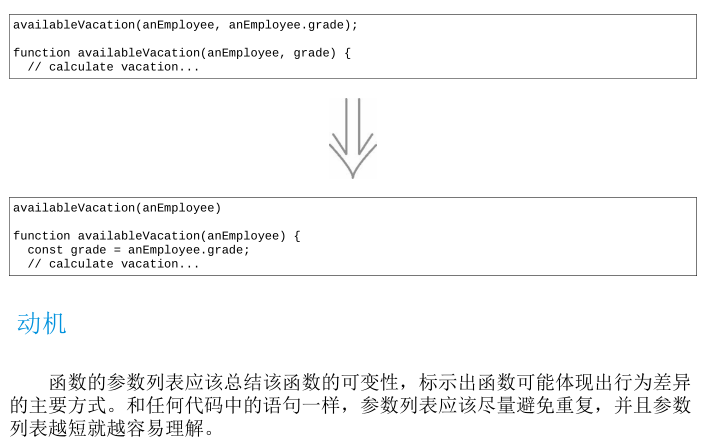 availableVacation(anEmployee, anEmployee.grade);
function availableVacation(anEmployee, grade) {
// calculate vacation...
availableVacation(anEmployee)
function availableVacation(anEmployee) {
const grade = anEmployee.grade;
// calculate vacation...
动机
函数的参数列表应该总结该函数的可变性，标示出函数可能体现出行为差异
的主要方式。和任何代码中的语句一样，参数列表应该尽量避免重复，并且参数
列表越短就越容易理解。